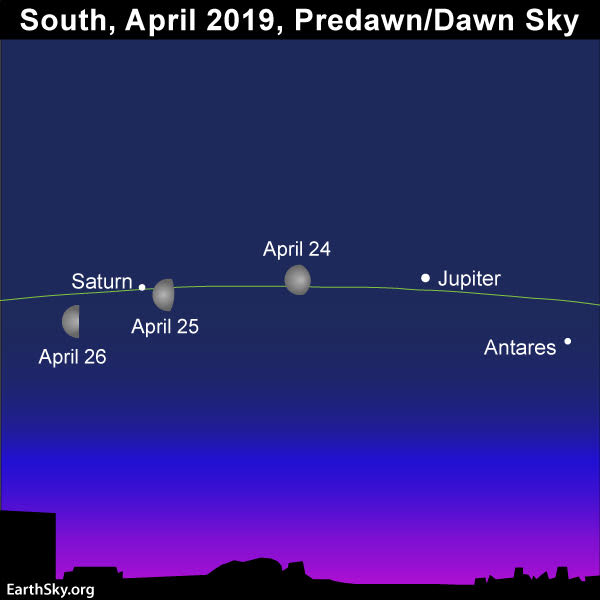 South, April 2019, Predawn/Dawn Sky
April 24
Saturn
Jupiter
April 25
April 26
Antares
EarthSky.org